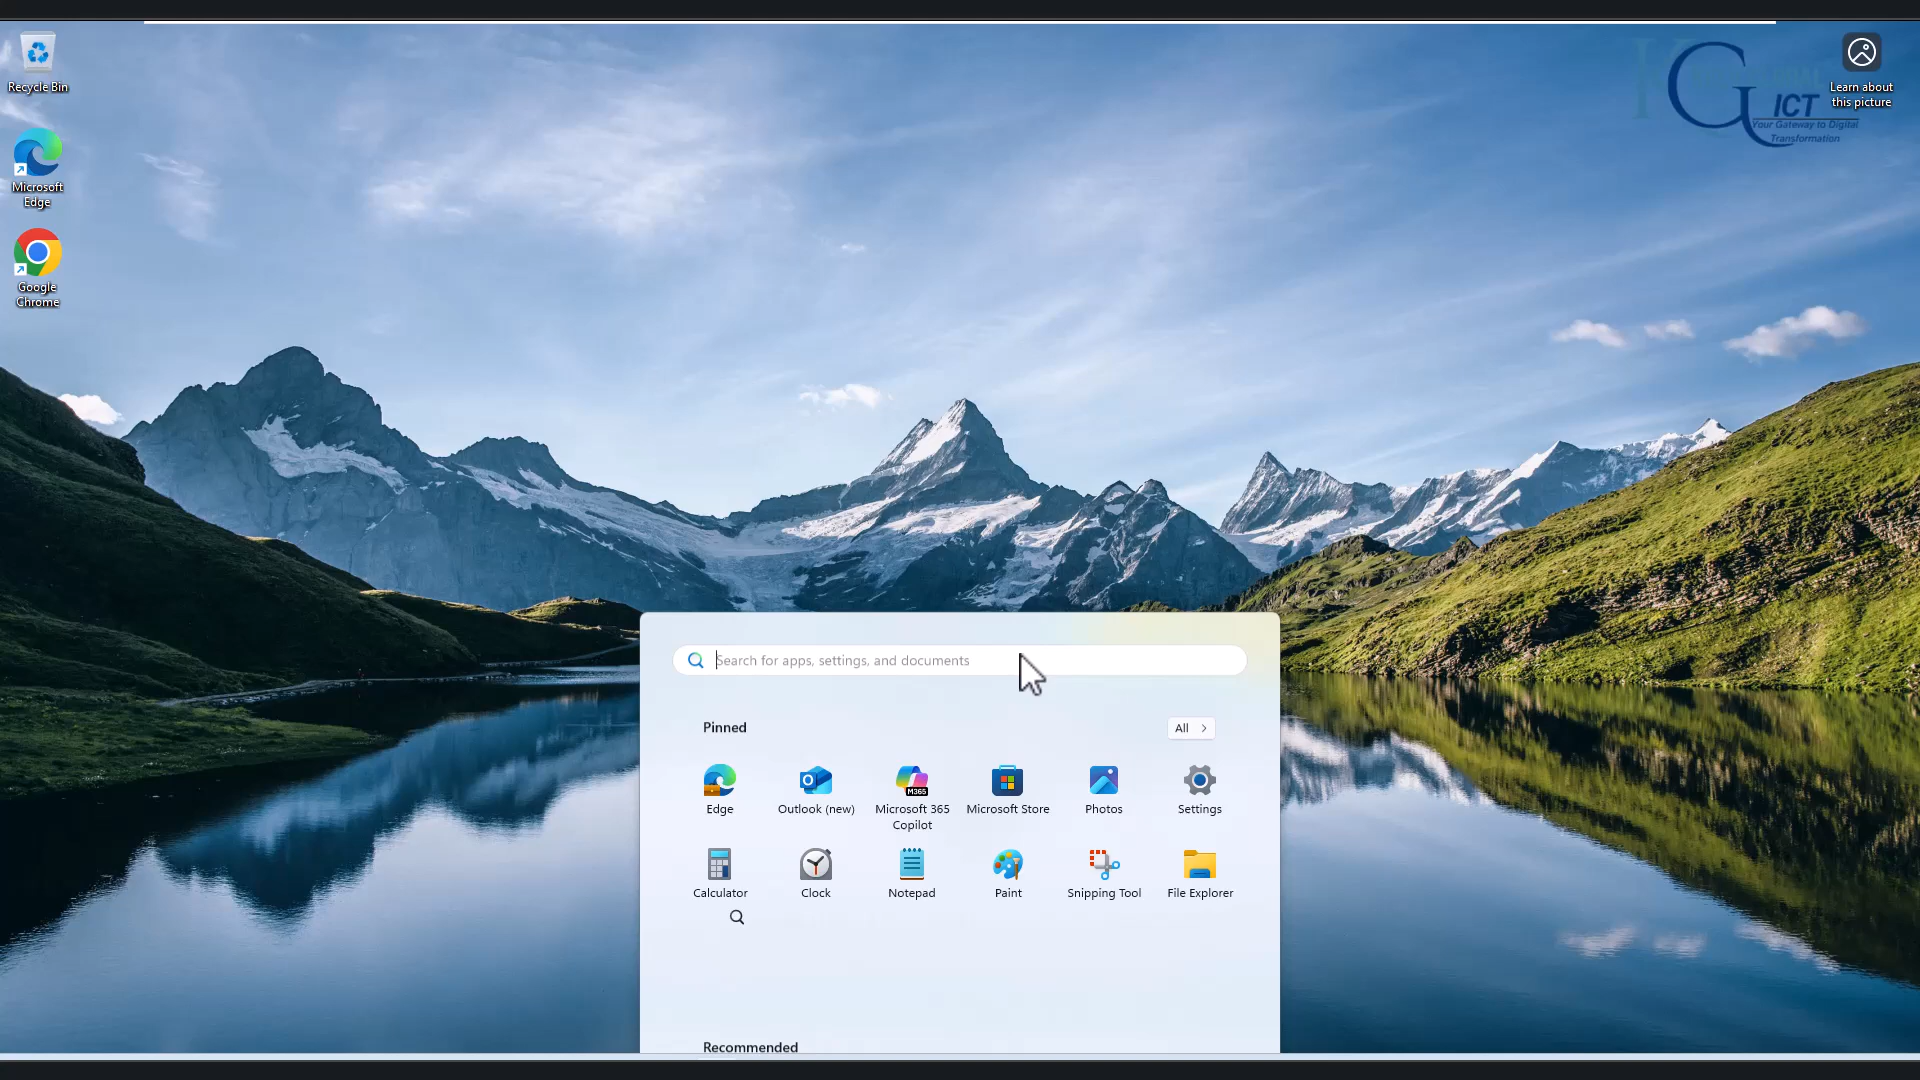 Recycle Bin
Microsoft
Edge
Google
Chrome
Learn about
this picture
ICT
Your Gateway to Digital
Transformation
Search for apps, settings, and documents
Pinned
All
Edge
Outlook (new)
M365
Microsoft 365
Copilot
Microsoft Store
Photos
Settings
Calculator
Clock
Notepad
Paint
Snipping Tool
File Explorer
Recommended